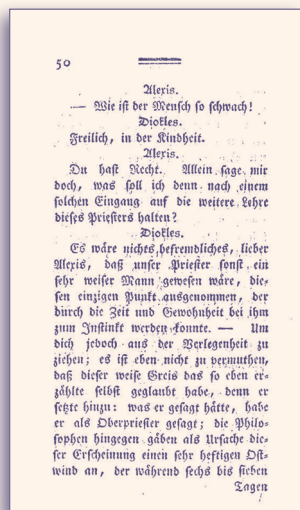 50
Alexis.
— Wie ist der Mensch so schwach!
Diokles.
Freilich, in der Kindheit.
Alexis.
Du hast Recht. Allein sage mir
doch, was soll ich denn nach einem
solchen Eingang auf die weitere Lehre
dieses Priesters halten?
Diokles.
Es wäre nichts befremdliches, lieber
Alexis, daß unser Priester sonst ein
sehr weiser Mann gewesen wäre, die-
sen einzigen Punkt ausgenommen, der
durch die Zeit und Gewohnheit bei ihm
zum Instinkt werden konnte. — Um
dich jedoch aus der Verlegenheit zu
ziehen; es ist eben nicht zu vermuthen,
daß dieser weise Greis das so eben er-
zählte selbst geglaubt habe, denn er
setzte hinzu: was er gesagt hätte, habe
er als Oberpriester gesagt; die Philo-
sophen hingegen gäben als Ursache die-
ser Erscheinung einen sehr heftigen Ost-
wind an, der während sechs bis sieben
Tagen